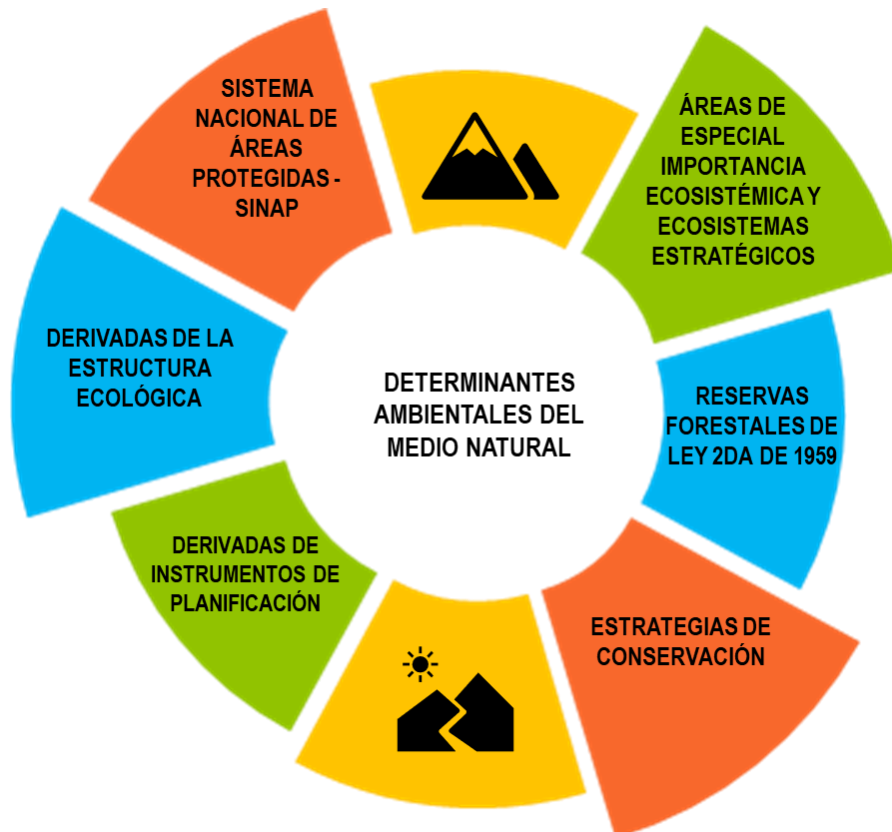 SISTEMA
NACIONAL DE
ÁREAS
PROTEGIDAS -
SINAP
ÁREAS DE
ESPECIAL
IMPORTANCIA
ECOSISTÉMICA Y
ECOSISTEMAS
ESTRATÉGICOS
DERIVADAS DE LA
ESTRUCTURA
ECOLÓGICA
DETERMINANTES
AMBIENTALES DEL
MEDIO NATURAL
RESERVAS
FORESTALES DE
LEY 2DA DE 1959
DERIVADAS DE
INSTRUMENTOS DE
PLANIFICACIÓN
ESTRATEGIAS DE
CONSERVACIÓN